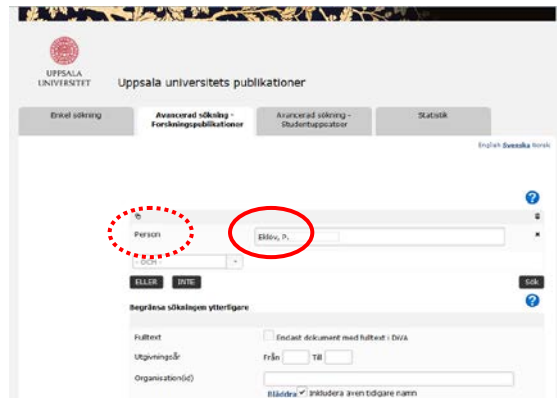 UPPSALA
UNIVERSITET
Uppsala universitets publikationer
Enkel sökning
Avancerad sökning -
Forskningspublikationer
Avancerad sökning -
Studentuppsatser
Statistik
English Svenska Norsk
?
Person
Eklöv, P.
- OCH -
ELLER INTE
Sök
?
Begränsa sökningen ytterligare
Fulltext
Endast dokument med fulltext i DiVA
Utgivningsår
Från Till
Organisation(id)
Bläddra Inkludera även tidigare namn